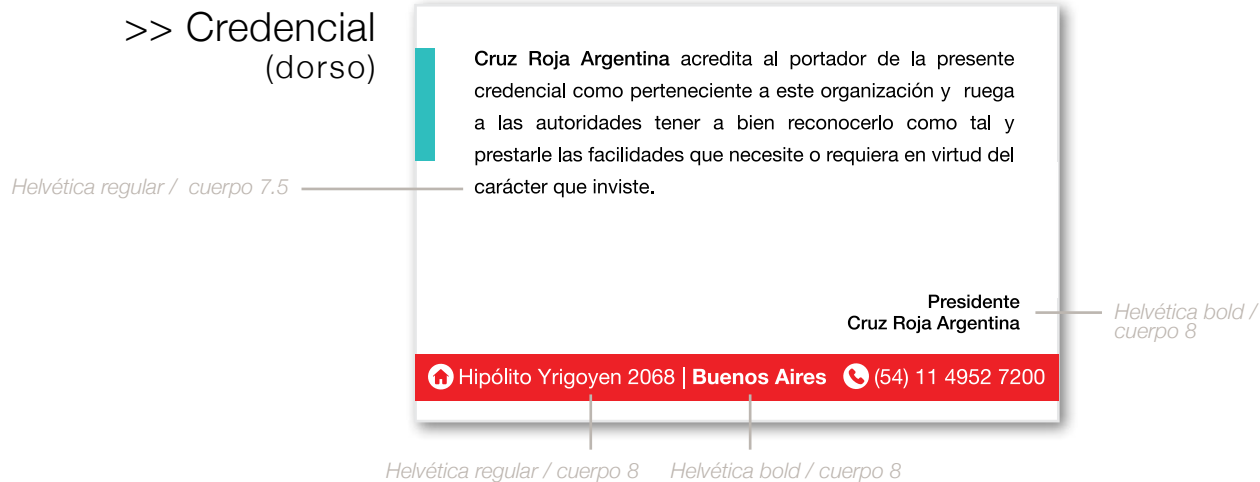 >> Credencial
(dorso)
Cruz Roja Argentina acredita al portador de la presente
credencial como perteneciente a este organización y ruega
a las autoridades tener a bien reconocerlo como tal y
prestarle las facilidades que necesite o requiera en virtud del
carácter que inviste.
Helvética regular / cuerpo 7.5
Presidente
Cruz Roja Argentina
Helvética bold /
cuerpo 8
Hipólito Yrigoyen 2068 | Buenos Aires (54) 11 4952 7200
Helvética regular / cuerpo 8 Helvética bold / cuerpo 8